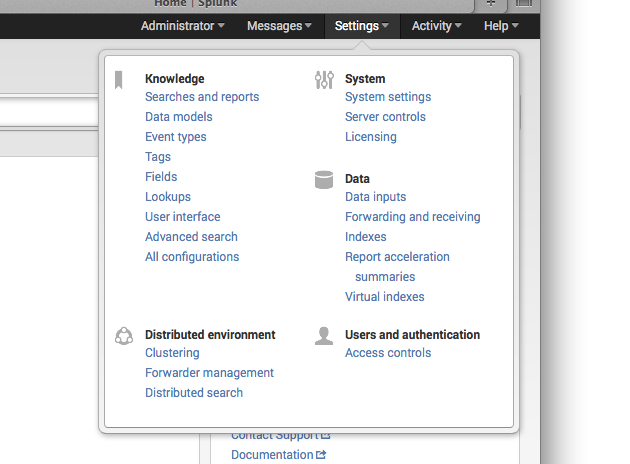 Home | Splunk
Administrator Messages Settings Activity Help
Knowledge
Searches and reports
Data models
Event types
Tags
Fields
Lookups
User interface
Advanced search
All configurations
System
System settings
Server controls
Licensing
Data
Data inputs
Forwarding and receiving
Indexes
Report acceleration
summaries
Virtual indexes
Distributed environment
Clustering
Forwarder management
Distributed search
Users and authentication
Access controls
Contact Support
Documentation